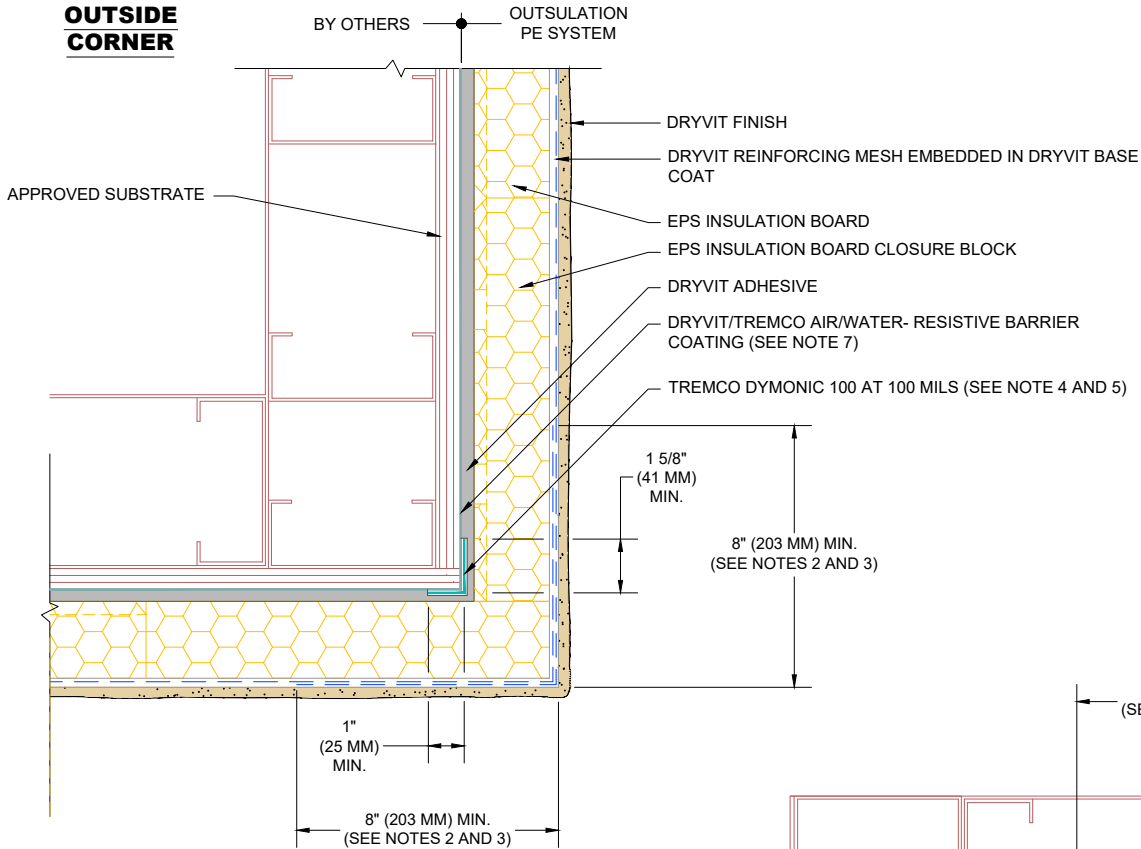 OUTSIDE
CORNER
BY OTHERS
OUTSULATION
PE SYSTEM
DRYVIT FINISH
DRYVIT REINFORCING MESH EMBEDDED IN DRYVIT BASE
COAT
APPROVED SUBSTRATE
EPS INSULATION BOARD
EPS INSULATION BOARD CLOSURE BLOCK
DRYVIT ADHESIVE
DRYVIT/TREMCO AIR/WATER- RESISTIVE BARRIER
COATING (SEE NOTE 7)
TREMCO DYMONIC 100 AT 100 MILS (SEE NOTE 4 AND 5)
1 5/8"
(41 MM)
MIN.
8" (203 MM) MIN.
(SEE NOTES 2 AND 3)
1"
(25 MM)
MIN.
8" (203 MM) MIN.
(SEE NOTES 2 AND 3)